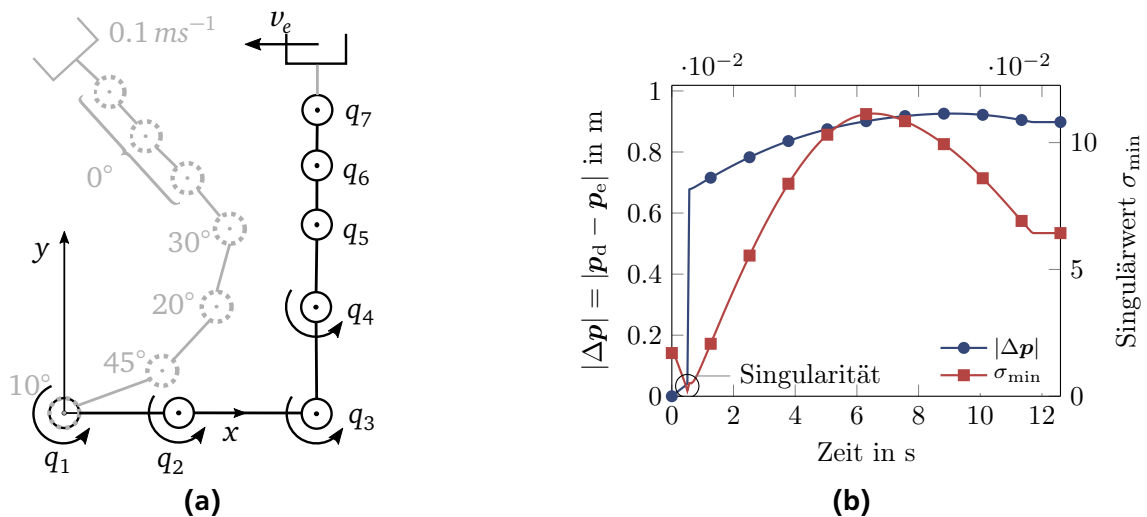 0.1 ms⁻¹
v_e
q₇
0°
q₆
q₅
30°
y
20°
q₄
45°
10°
x
q₃
q₁
q₂
(a)
·10⁻²
·10⁻²
1
0.8
0.6
0.4
0.2
0
|Δp| = |p_d − p_e| in m
10
5
0
Singulärwert σ_min
|Δp|
σ_min
Singularität
0 2 4 6 8 10 12
Zeit in s
(b)